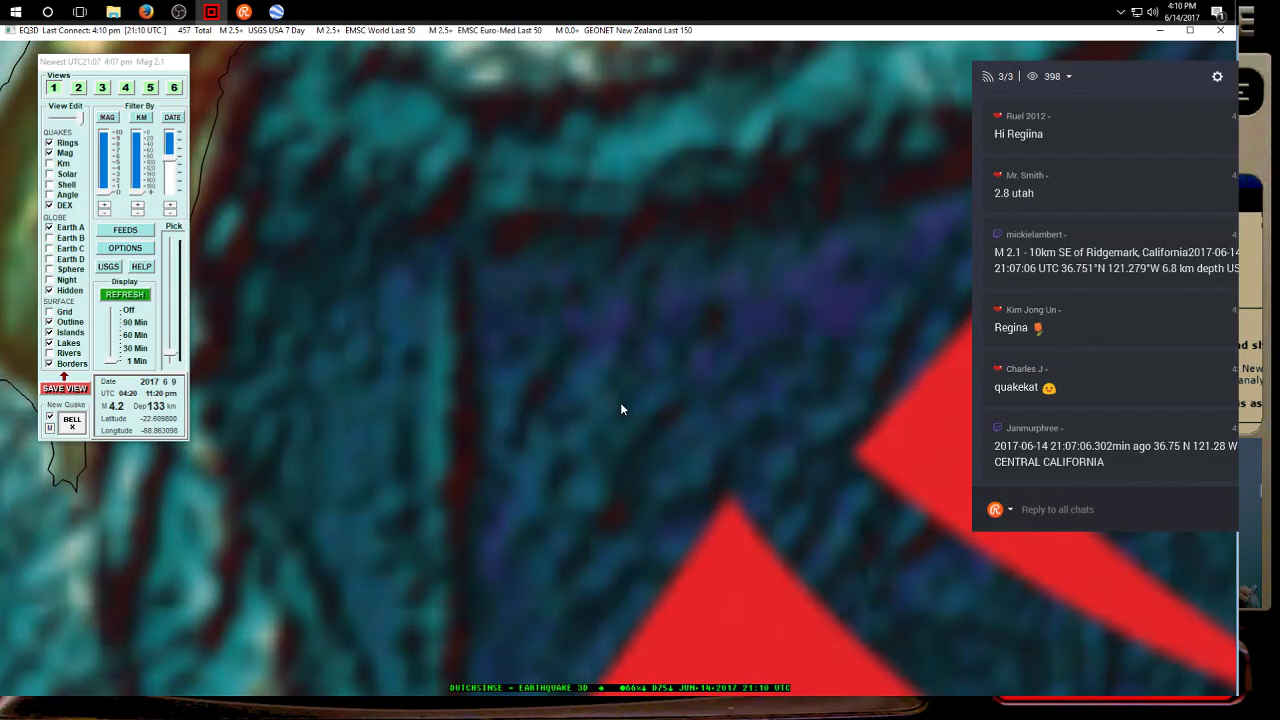 4:10 PM
6/14/2017
EQ3D Last Connect: 4:10 pm [21:10 UTC] 457 Total M 2.5+ USGS USA 7 Day M 2.5+ EMSC World Last 50 M 2.5+ EMSC Euro-Med Last 50 M 0.0+ GEONET New Zealand Last 150
Newest UTC21:07 4:07 pm Mag 2.1
Views
1 2 3 4 5 6
View Edit
Filter By
MAG KM DATE
QUAKES
Rings
Mag
Km
Solar
Shell
Angle
DEX
GLOBE
Earth A
Earth B
Earth C
Earth D
Sphere
Night
Hidden
SURFACE
Grid
Outline
Islands
Lakes
Rivers
Borders
SAVE VIEW
New Quake
BELL
X
M
Pick
FEEDS
OPTIONS
USGS HELP
Display
REFRESH
Off
90 Min
60 Min
30 Min
1 Min
Date 2017 6 9
UTC 04:20 11:20 pm
M 4.2 Dep 133 km
Latitude -22.609800
Longitude -68.863098
3/3 398
Ruel 2012
Hi Regiina
Mr. Smith
2.8 utah
mickielambert
M 2.1 - 10km SE of Ridgemark, California2017-06-14
21:07:06 UTC 36.751°N 121.279°W 6.8 km depth US
Kim Jong Un
Regina
Charles J
quakekat
Janmurphree
2017-06-14 21:07:06.302min ago 36.75 N 121.28 W
CENTRAL CALIFORNIA
Reply to all chats
DUTCHSINSE - EARTHQUAKE 3D ◆ ●66%↓ D75↓ JUN-14-2017 21:10 UTC